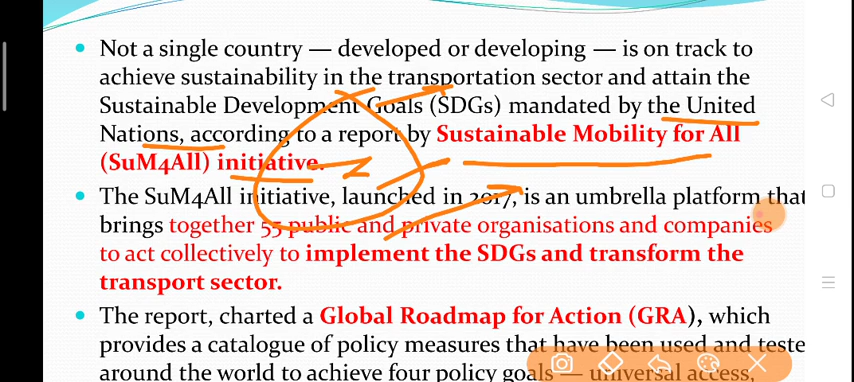 Not a single country — developed or developing — is on track to
achieve sustainability in the transportation sector and attain the
Sustainable Development Goals (SDGs) mandated by the United
Nations, according to a report by Sustainable Mobility for All
(SuM4All) initiative.
The SuM4All initiative, launched in 2017, is an umbrella platform that
brings together 55 public and private organisations and companies
to act collectively to implement the SDGs and transform the
transport sector.
The report, charted a Global Roadmap for Action (GRA), which
provides a catalogue of policy measures that have been used and teste
around the world to achieve four policy goals — universal access,